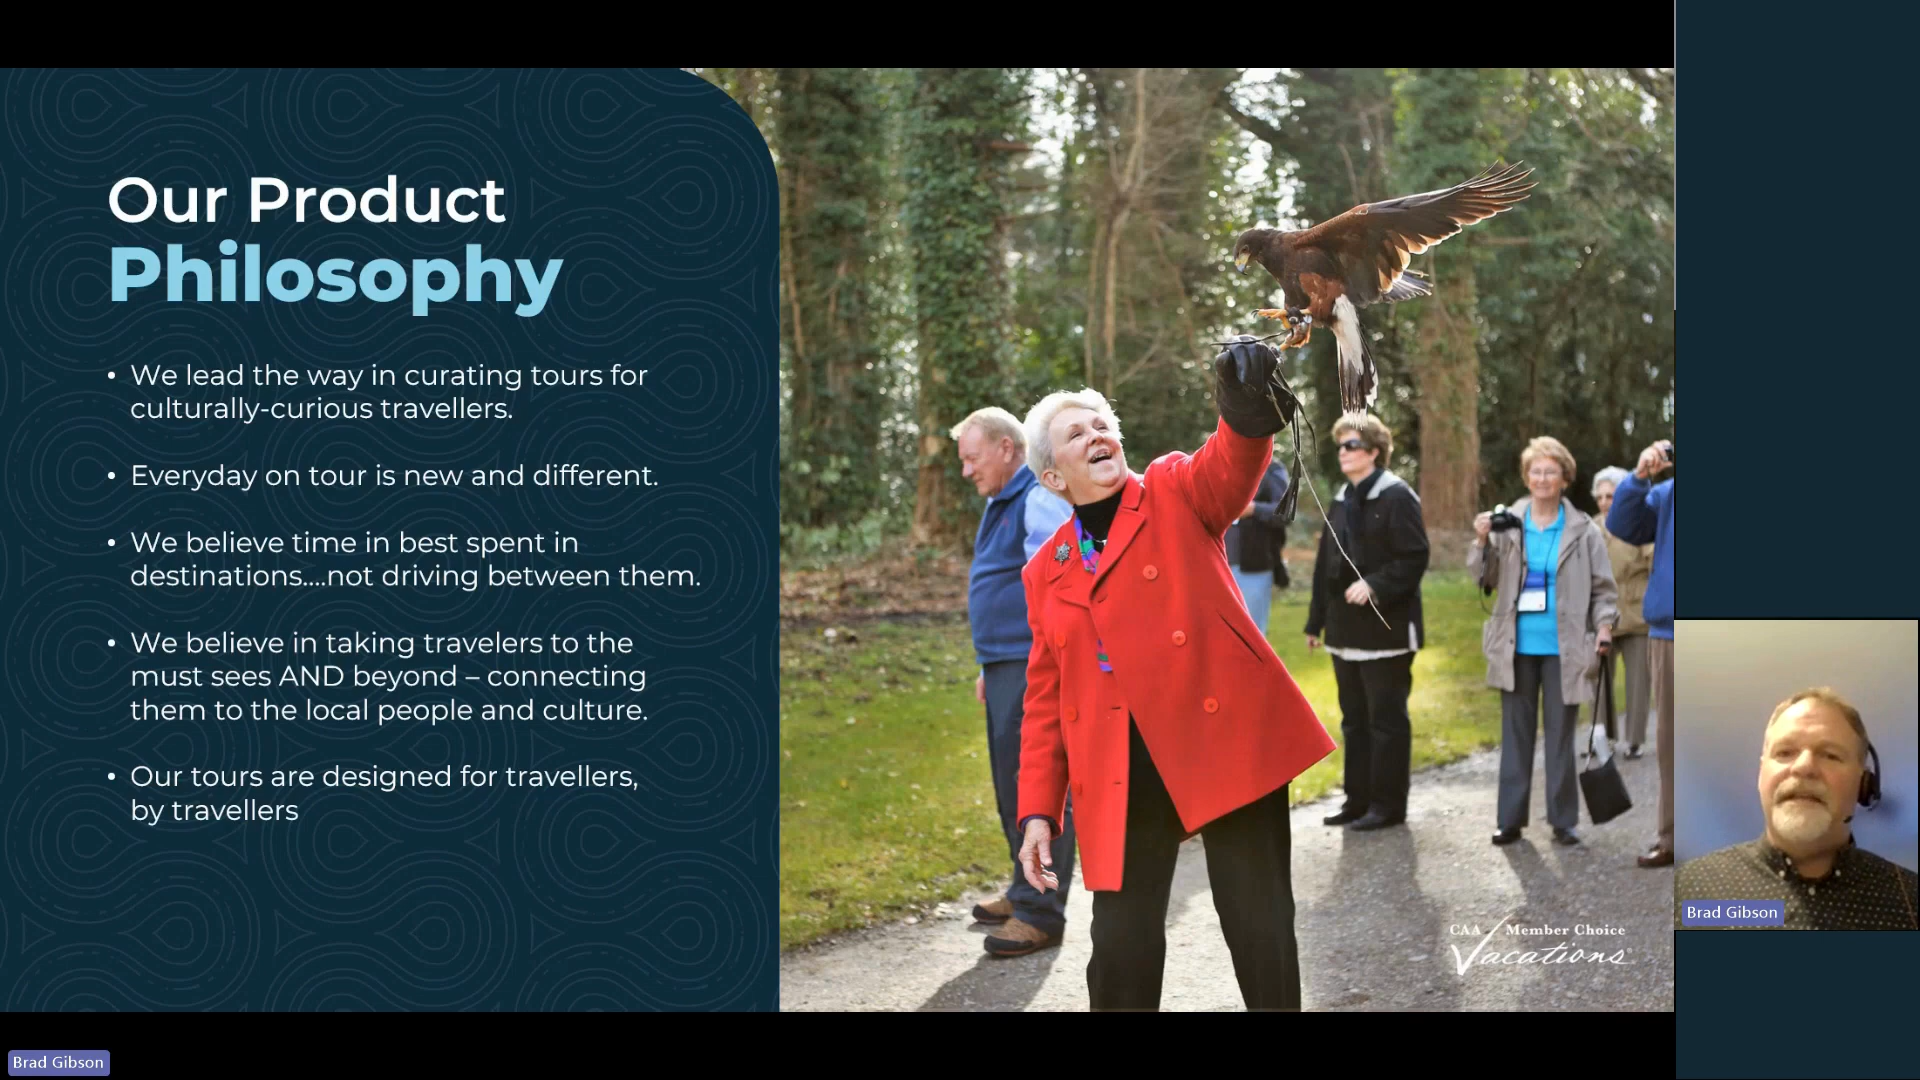 Our Product
Philosophy
• We lead the way in curating tours for
culturally-curious travellers.
• Everyday on tour is new and different.
• We believe time in best spent in
destinations....not driving between them.
• We believe in taking travelers to the
must sees AND beyond – connecting
them to the local people and culture.
• Our tours are designed for travellers,
by travellers
CAA Member Choice
Vacations®
Brad Gibson
Brad Gibson